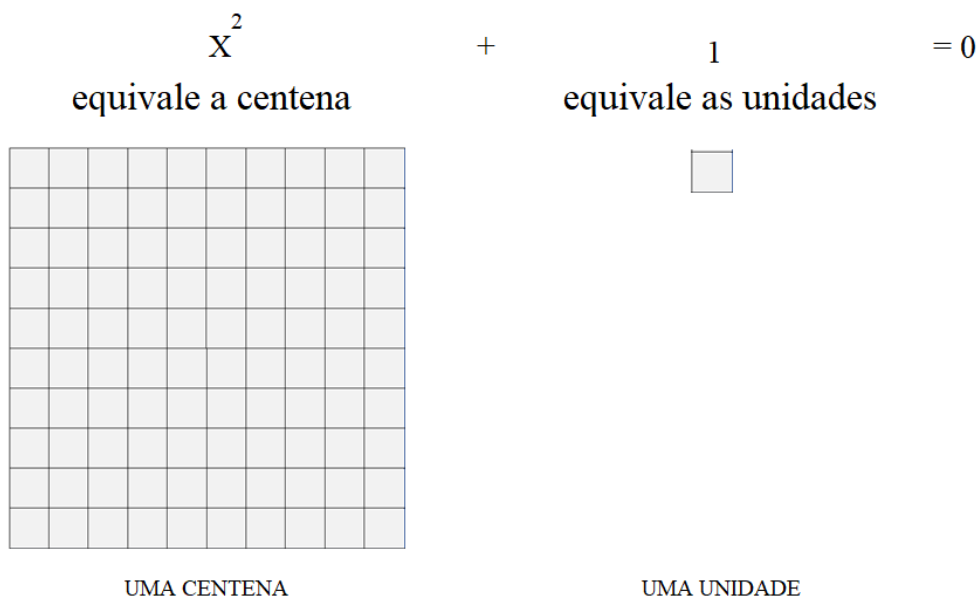 X² + 1 = 0
equivale a centena equivale as unidades
UMA CENTENA UMA UNIDADE